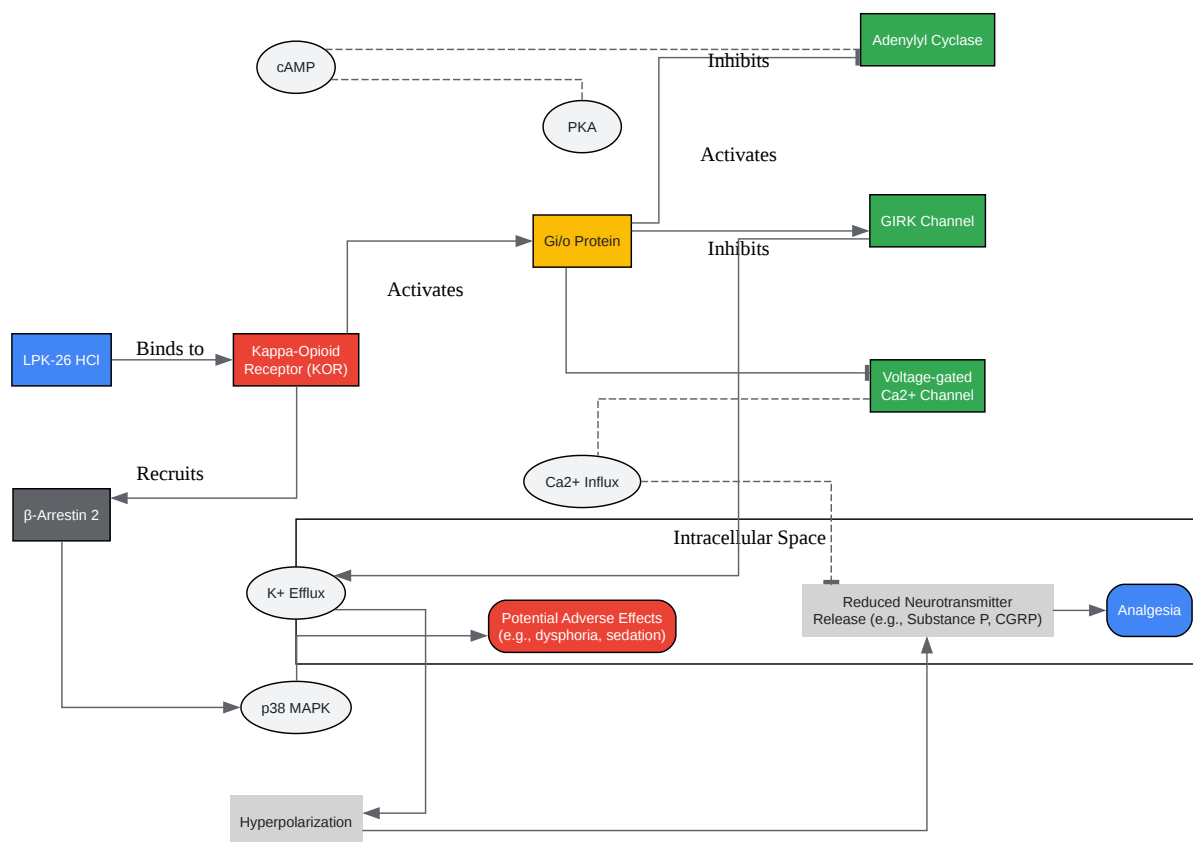 Adenylyl Cyclase
cAMP
Inhibits
PKA
Activates
GIRK Channel
Gi/o Protein
Inhibits
Activates
LPK-26 HCl
Binds to
Kappa-Opioid
Receptor (KOR)
Voltage-gated
Ca2+ Channel
Recruits
Ca2+ Influx
β-Arrestin 2
Intracellular Space
K+ Efflux
Potential Adverse Effects
(e.g., dysphoria, sedation)
Reduced Neurotransmitter
Release (e.g., Substance P, CGRP)
Analgesia
p38 MAPK
Hyperpolarization